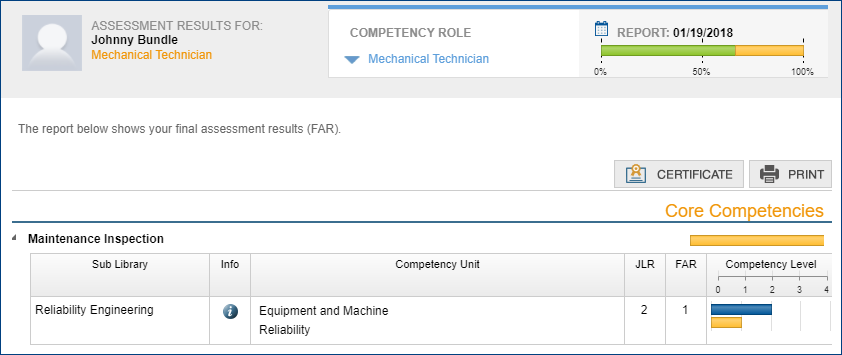 ASSESSMENT RESULTS FOR:
Johnny Bundle
Mechanical Technician
COMPETENCY ROLE
Mechanical Technician
REPORT: 01/19/2018
0% 50% 100%
The report below shows your final assessment results (FAR).
CERTIFICATE PRINT
Core Competencies
Maintenance Inspection
Sub Library Info Competency Unit JLR FAR Competency Level
0 1 2 3 4
Reliability Engineering Equipment and Machine 2 1
Reliability